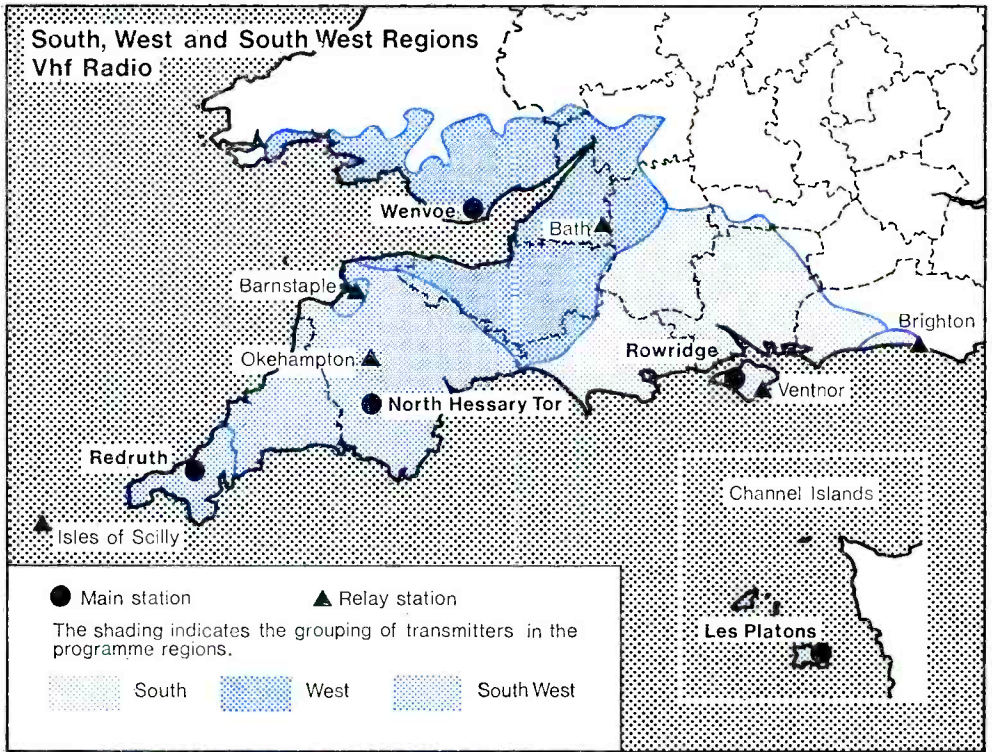 South, West and South West Regions
Vhf Radio
Wenvoe
Bath
Barnstaple
Brighton
Okehampton
Rowridge
Ventnor
North Hessary Tor
Redruth
Channel Islands
Isles of Scilly
Main station
Relay station
The shading indicates the grouping of transmitters in the
programme regions.
Les Platons
South
West
South West